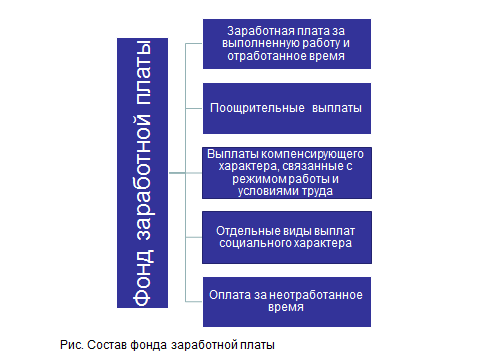 Фонд заработной платы
Заработная плата за
выполненную работу и
отработанное время
Поощрительные выплаты
Выплаты компенсирующего
характера, связанные с
режимом работы и
условиями труда
Отдельные виды выплат
социального характера
Оплата за неотработанное
время
Рис. Состав фонда заработной платы